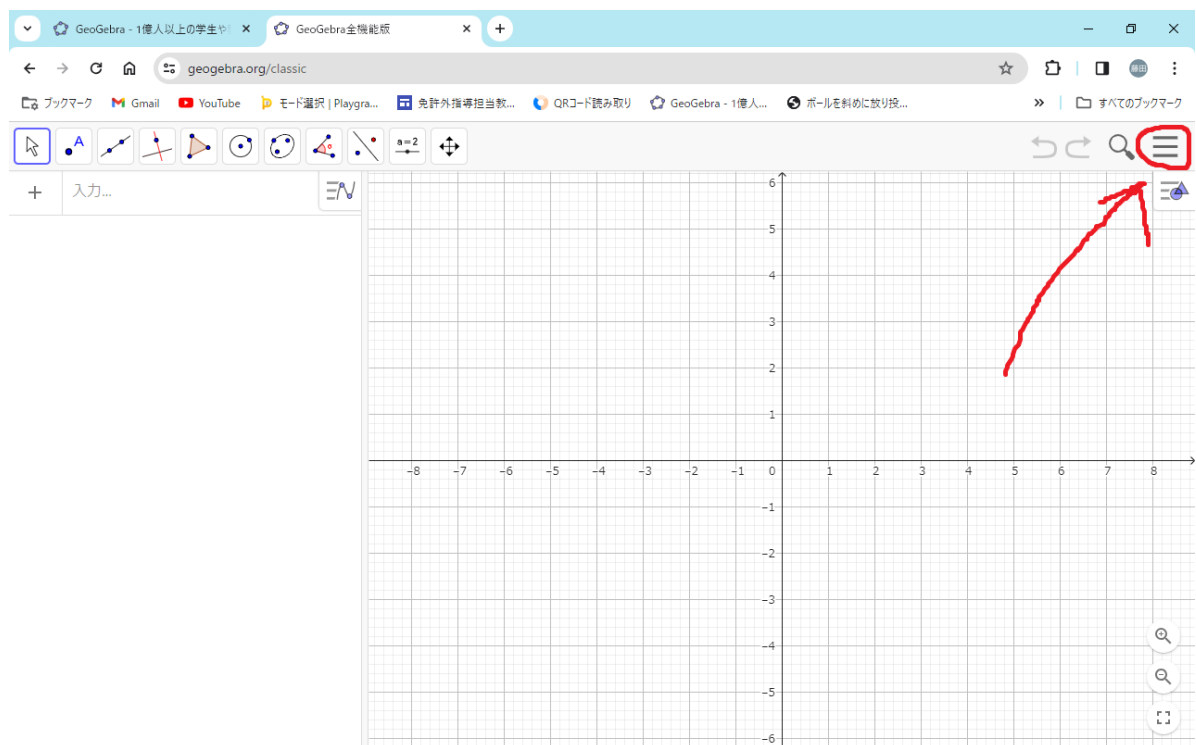 GeoGebra - 1億人以上の学生や
GeoGebra全機能版
geogebra.org/classic
藤田
ブックマーク
Gmail
YouTube
モード選択 | Playgra...
免許外指導担当教...
QRコード読み取り
GeoGebra - 1億人...
ボールを斜めに放り投...
»
すべてのブックマーク
A
a=2
+ 入力...
6
5
4
3
2
1
-8 -7 -6 -5 -4 -3 -2 -1 0 1 2 3 4 5 6 7 8
-1
-2
-3
-4
-5
-6